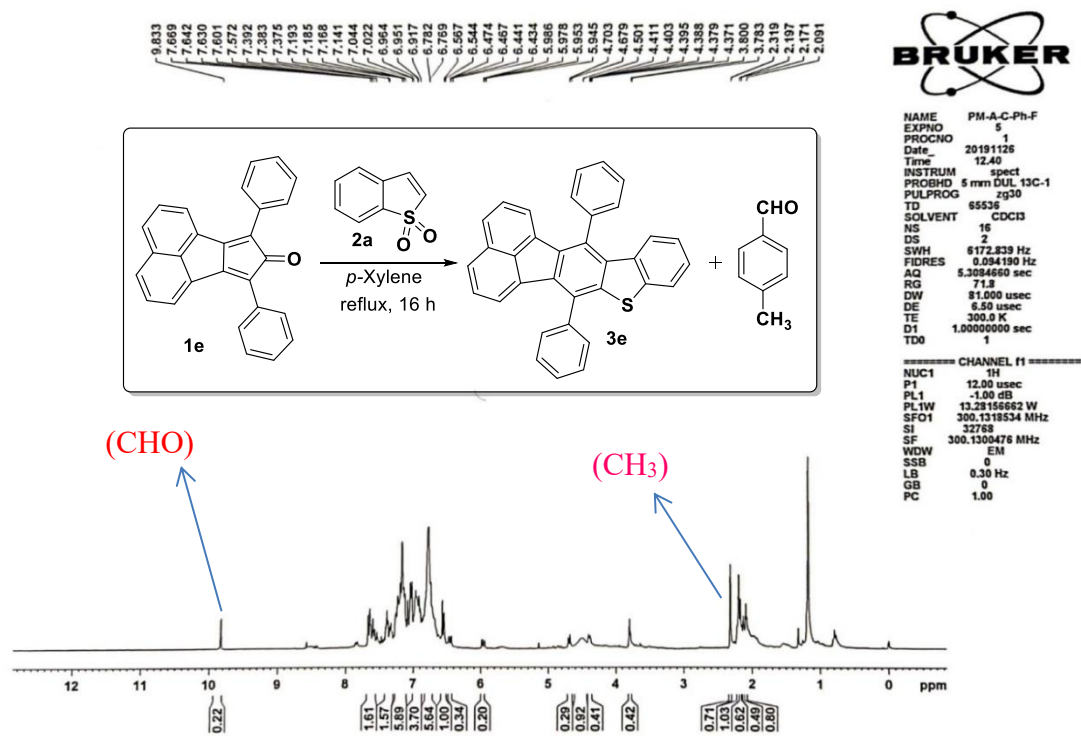 9.833 7.669 7.642 7.630 7.601 7.572 7.392 7.383 7.375 7.193 7.185 7.168 7.141 7.044 7.022 6.964 6.951 6.917 6.782 6.769 6.567 6.544 6.474 6.467 6.441 6.434 5.986 5.978 5.953 5.945 4.703 4.679 4.501 4.411 4.403 4.395 4.388 4.379 4.371 3.800 3.783 2.319 2.197 2.171 2.091
BRUKER
NAME PM-A-C-Ph-F
EXPNO 5
PROCNO 1
Date_ 20191126
Time 12.40
INSTRUM spect
PROBHD 5 mm DUL 13C-1
PULPROG zg30
TD 65536
SOLVENT CDCl3
NS 16
DS 2
SWH 6172.839 Hz
FIDRES 0.094190 Hz
AQ 5.3084660 sec
RG 71.8
DW 81.000 usec
DE 6.50 usec
TE 300.0 K
D1 1.00000000 sec
TD0 1
======== CHANNEL f1 ========
NUC1 1H
P1 12.00 usec
PL1 -1.00 dB
PL1W 13.28156662 W
SFO1 300.1318534 MHz
SI 32768
SF 300.1300476 MHz
WDW EM
SSB 0
LB 0.30 Hz
GB 0
PC 1.00
O
1e
S
O O
2a
p-Xylene
reflux, 16 h
S
3e
+
CHO
CH3
(CHO)
(CH3)
12 11 10 9 8 7 6 5 4 3 2 1 0 ppm
0.22 1.61 1.57 5.89 3.70 5.64 1.00 0.34 0.20 0.29 0.92 0.41 0.42 0.71 1.03 0.62 0.49 0.80